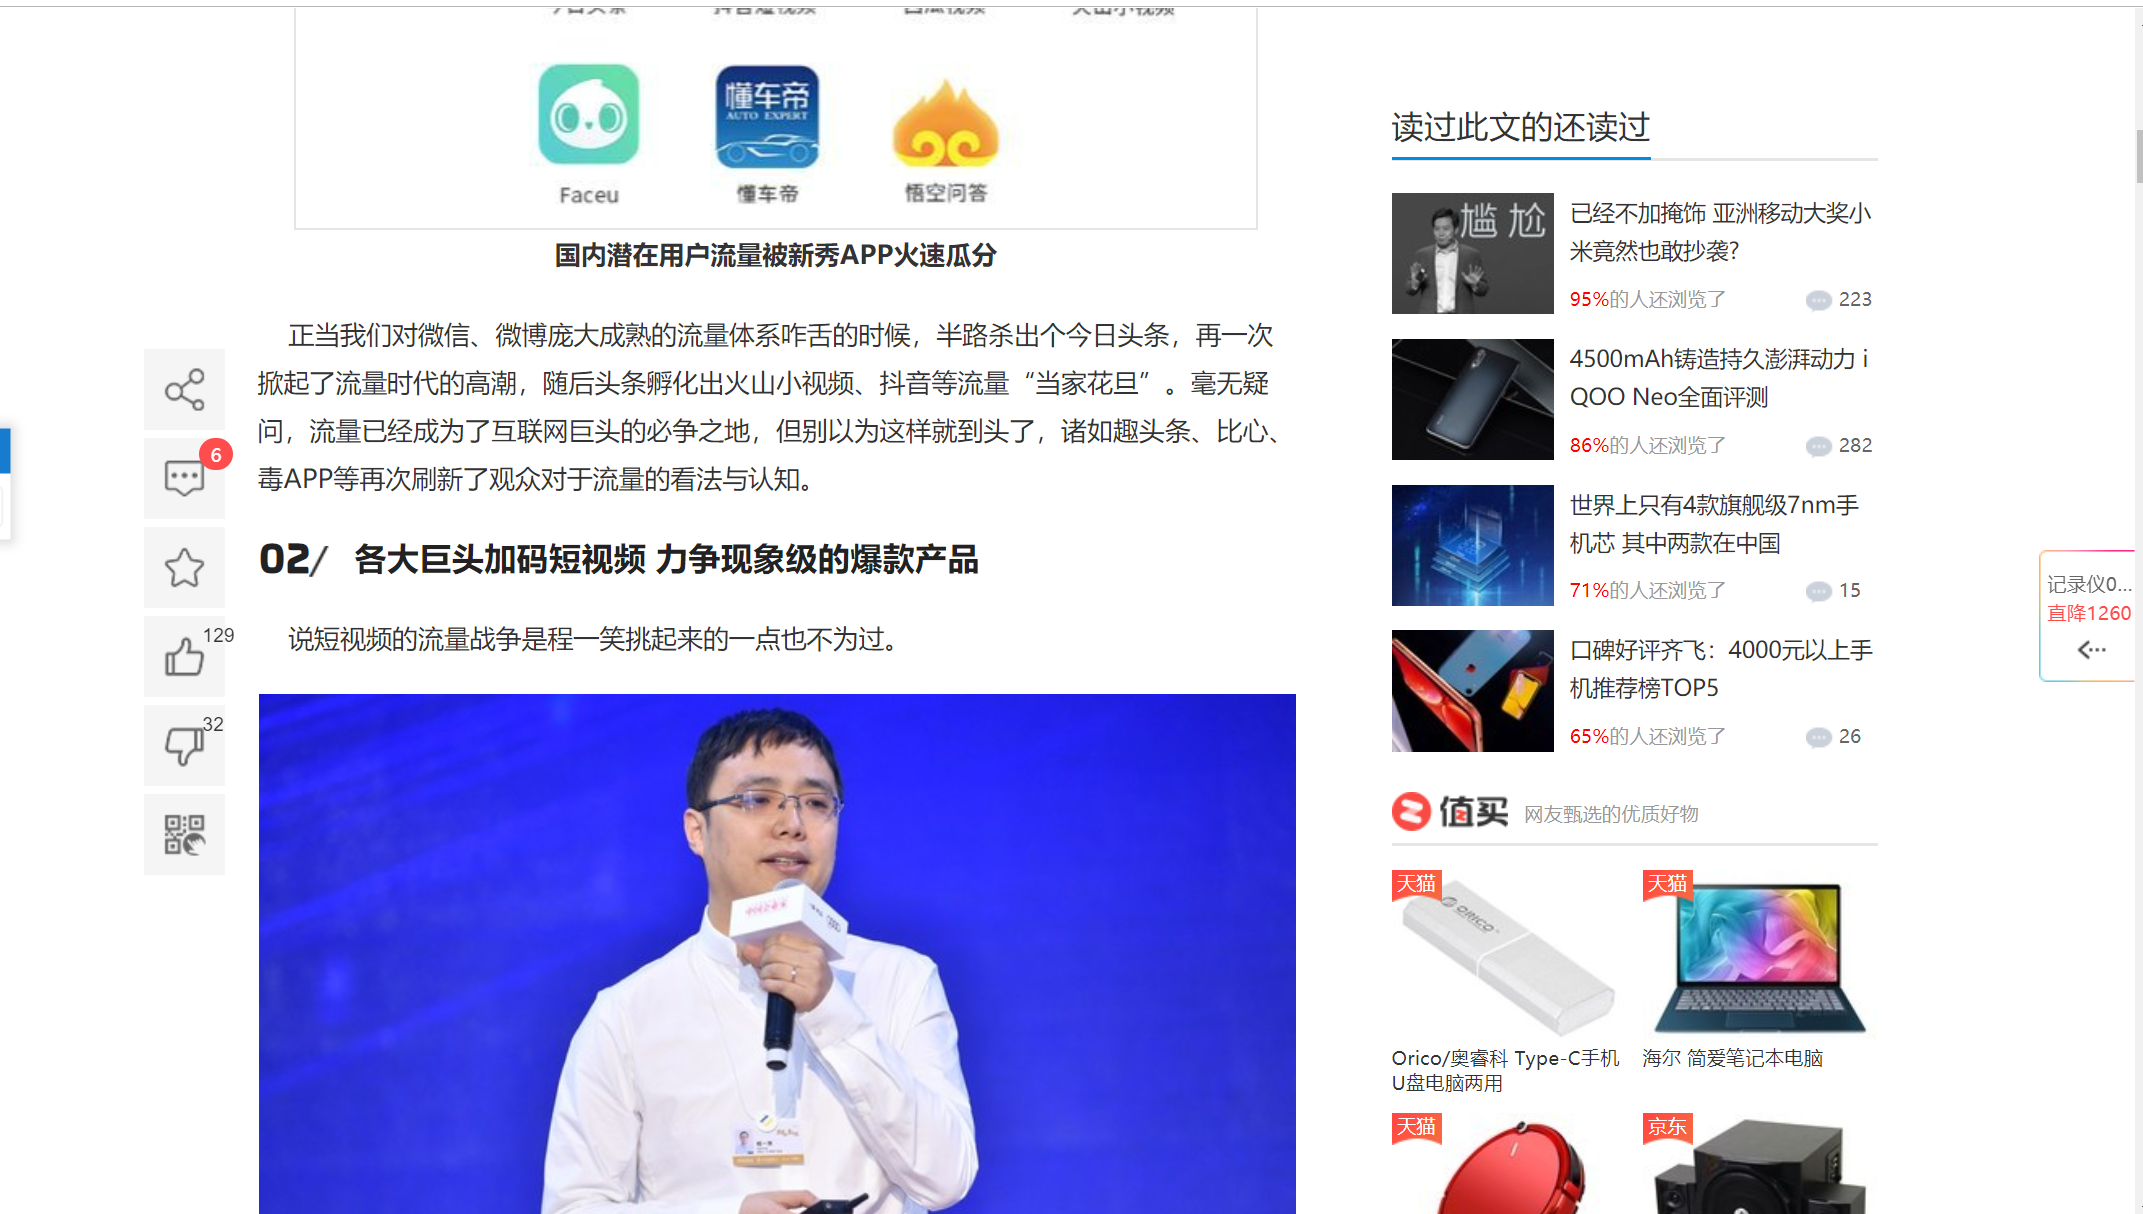 今日头条 抖音短视频 西瓜视频 火山小视频
懂车帝
AUTO EXPERT
Faceu 懂车帝 悟空问答
国内潜在用户流量被新秀APP火速瓜分
正当我们对微信、微博庞大成熟的流量体系咋舌的时候，半路杀出个今日头条，再一次
掀起了流量时代的高潮，随后头条孵化出火山小视频、抖音等流量“当家花旦”。毫无疑
问，流量已经成为了互联网巨头的必争之地，但别以为这样就到头了，诸如趣头条、比心、
毒APP等再次刷新了观众对于流量的看法与认知。
02/ 各大巨头加码短视频 力争现象级的爆款产品
说短视频的流量战争是程一笑挑起来的一点也不为过。
6
129
32
读过此文的还读过
尴尬
已经不加掩饰 亚洲移动大奖小
米竟然也敢抄袭?
95%的人还浏览了 223
4500mAh铸造持久澎湃动力 i
QOO Neo全面评测
86%的人还浏览了 282
世界上只有4款旗舰级7nm手
机芯 其中两款在中国
71%的人还浏览了 15
口碑好评齐飞：4000元以上手
机推荐榜TOP5
65%的人还浏览了 26
值买 网友甄选的优质好物
天猫
ORICO
天猫
Orico/奥睿科 Type-C手机
U盘电脑两用
海尔 简爱笔记本电脑
天猫
京东
记录仪0...
直降1260